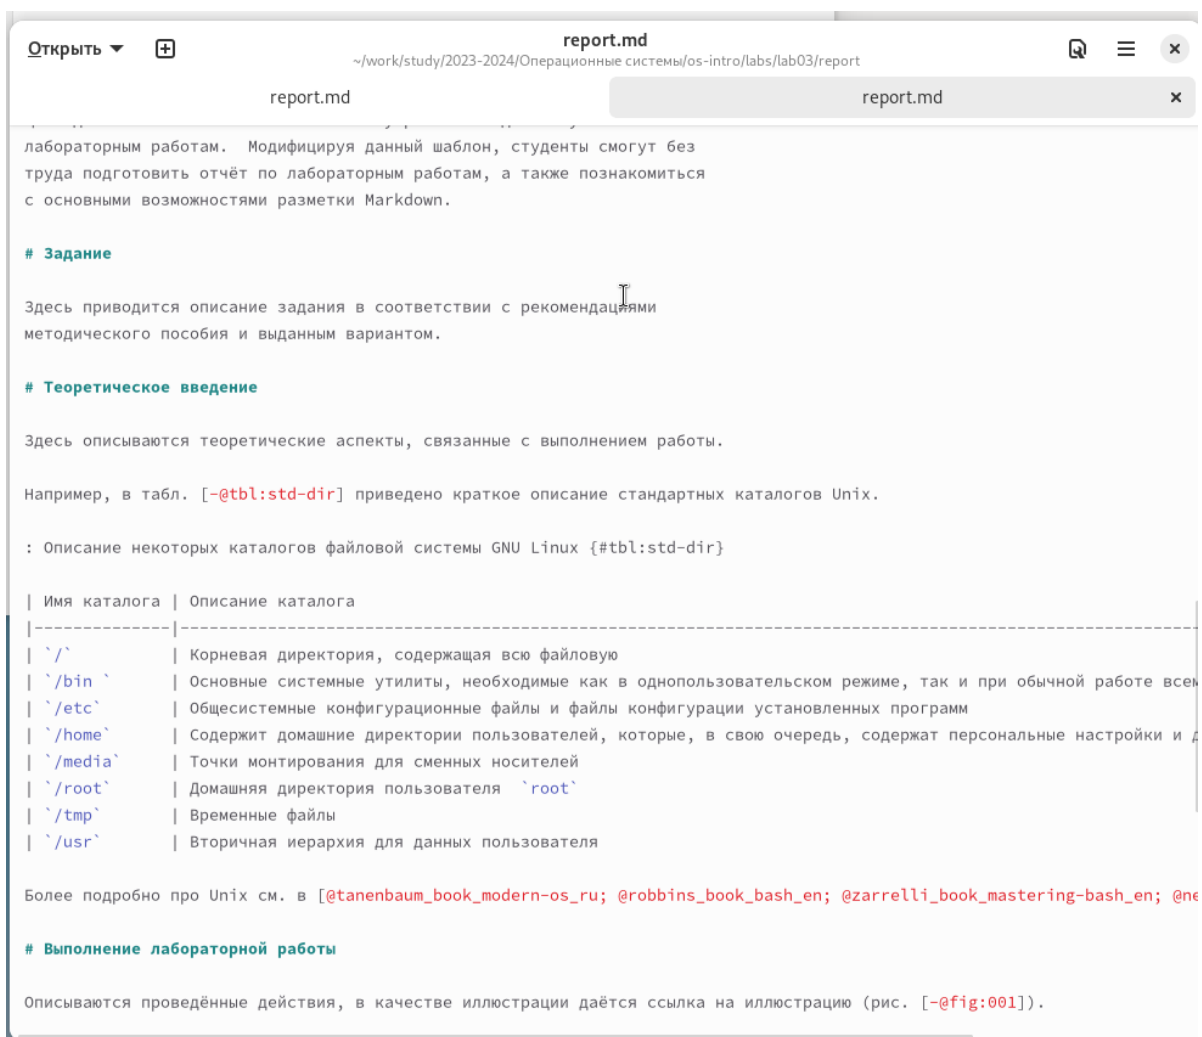 Открыть
report.md
~/work/study/2023-2024/Операционные системы/os-intro/labs/lab03/report
report.md
report.md
лабораторным работам.  Модифицируя данный шаблон, студенты смогут без
труда подготовить отчёт по лабораторным работам, а также познакомиться
с основными возможностями разметки Markdown.
# Задание
Здесь приводится описание задания в соответствии с рекомендациями
методического пособия и выданным вариантом.
# Теоретическое введение
Здесь описываются теоретические аспекты, связанные с выполнением работы.
Например, в табл. [-@tbl:std-dir] приведено краткое описание стандартных каталогов Unix.
: Описание некоторых каталогов файловой системы GNU Linux {#tbl:std-dir}
| Имя каталога | Описание каталога
|--------------|---------------------------------------------------------------------------------------------------------
| `/`          | Корневая директория, содержащая всю файловую
| `/bin `      | Основные системные утилиты, необходимые как в однопользовательском режиме, так и при обычной работе всем
| `/etc`       | Общесистемные конфигурационные файлы и файлы конфигурации установленных программ
| `/home`      | Содержит домашние директории пользователей, которые, в свою очередь, содержат персональные настройки и
| `/media`     | Точки монтирования для сменных носителей
| `/root`      | Домашняя директория пользователя  `root`
| `/tmp`       | Временные файлы
| `/usr`       | Вторичная иерархия для данных пользователя
Более подробно про Unix см. в [@tanenbaum_book_modern-os_ru; @robbins_book_bash_en; @zarrelli_book_mastering-bash_en; @ne
# Выполнение лабораторной работы
Описываются проведённые действия, в качестве иллюстрации даётся ссылка на иллюстрацию (рис. [-@fig:001]).